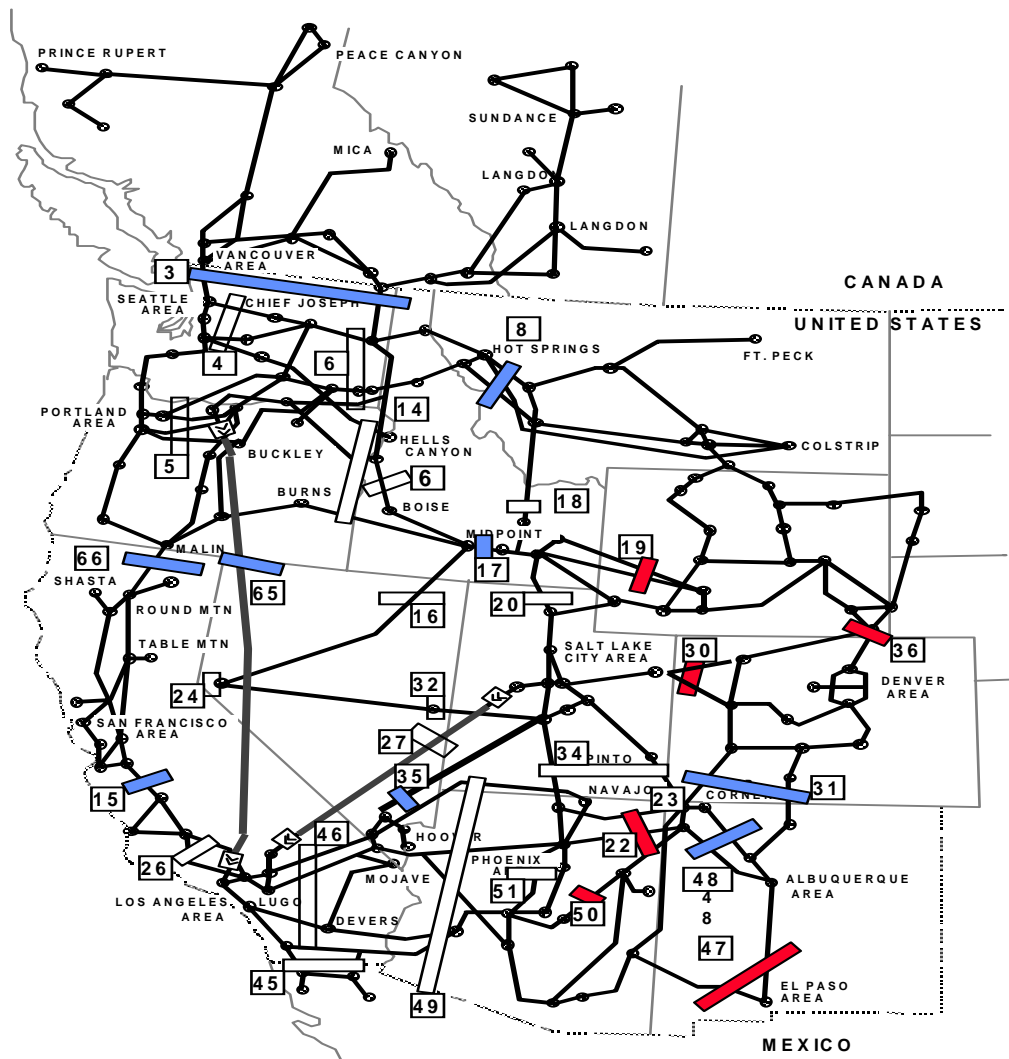 PRINCE RUPERT
PEACE CANYON
SUNDANCE
MICA
LANGDON
LANGDON
VANCOUVER
AREA
3
CANADA
SEATTLE
AREA
CHIEF JOSEPH
UNITED STATES
8
HOT SPRINGS
4
6
FT. PECK
PORTLAND
AREA
14
HELLS
CANYON
COLSTRIP
5
BUCKLEY
6
BURNS
BOISE
18
MIDPOINT
MALIN
66
17
19
SHASTA
65
ROUND MTN
16
20
TABLE MTN
SALT LAKE
CITY AREA
30
36
24
32
DENVER
AREA
SAN FRANCISCO
AREA
27
34
PINTO
35
NAVAJO
23
CORNE
31
15
46
HOOVER
22
26
PHOENIX
MOJAVE
51
48
ALBUQUERQUE
AREA
LOS ANGELES
AREA
LUGO
4
8
DEVERS
50
47
45
49
EL PASO
AREA
MEXICO